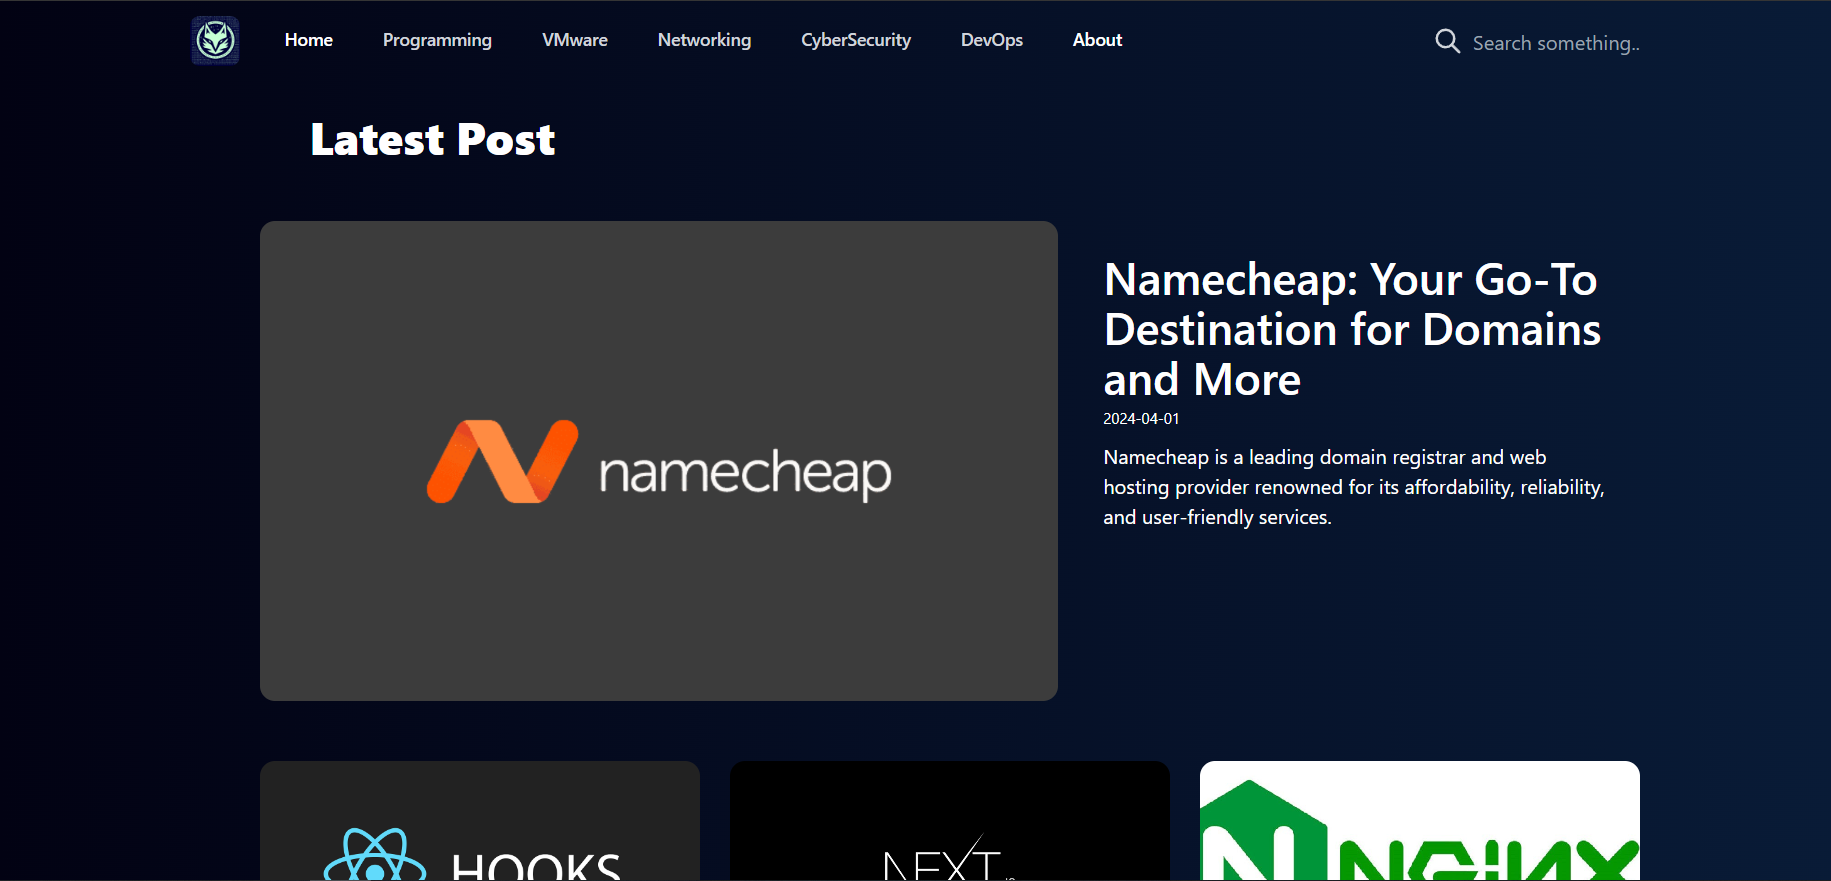 Home Programming VMware Networking CyberSecurity DevOps About Search something..
Latest Post
Namecheap: Your Go-To
Destination for Domains
and More
2024-04-01
Namecheap is a leading domain registrar and web
hosting provider renowned for its affordability, reliability,
and user-friendly services.
namecheap
HOOKS
NEXT
NGINX